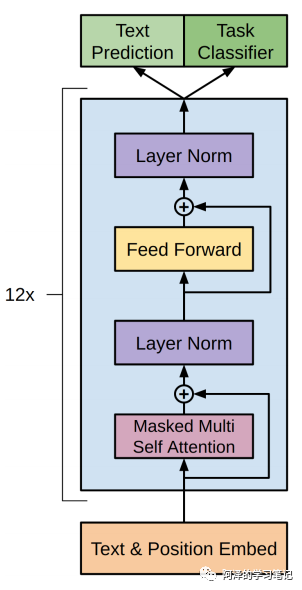 Text
Prediction
Task
Classifier
Layer Norm
Feed Forward
12x
Layer Norm
Masked Multi
Self Attention
Text & Position Embed
阿泽的学习笔记